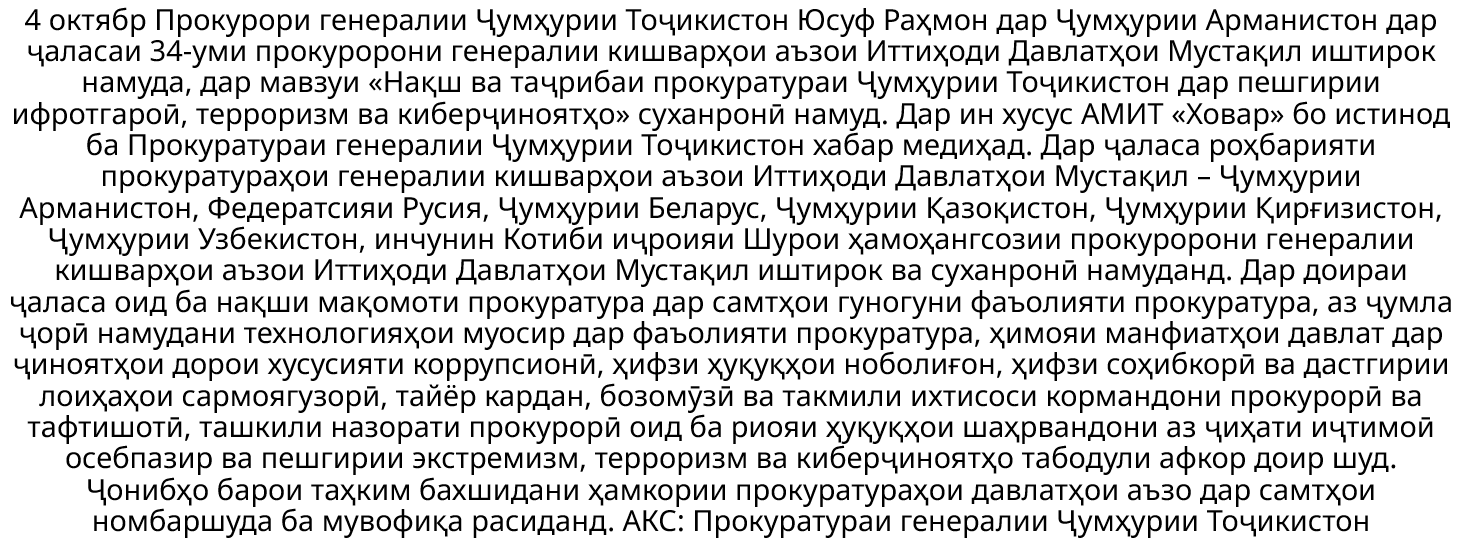 4 октябр Прокурори генералии Ҷумҳурии Тоҷикистон Юсуф Раҳмон дар Ҷумҳурии Арманистон дар
ҷаласаи 34-уми прокуророни генералии кишварҳои аъзои Иттиҳоди Давлатҳои Мустақил иштирок
намуда, дар мавзуи «Нақш ва таҷрибаи прокуратураи Ҷумҳурии Тоҷикистон дар пешгирии
ифротгароӣ, терроризм ва киберҷиноятҳо» суханронӣ намуд. Дар ин хусус АМИТ «Ховар» бо истинод
ба Прокуратураи генералии Ҷумҳурии Тоҷикистон хабар медиҳад. Дар ҷаласа роҳбарияти
прокуратураҳои генералии кишварҳои аъзои Иттиҳоди Давлатҳои Мустақил – Ҷумҳурии
Арманистон, Федератсияи Русия, Ҷумҳурии Беларус, Ҷумҳурии Қазоқистон, Ҷумҳурии Қирғизистон,
Ҷумҳурии Узбекистон, инчунин Котиби иҷроияи Шурои ҳамоҳангсозии прокуророни генералии
кишварҳои аъзои Иттиҳоди Давлатҳои Мустақил иштирок ва суханронӣ намуданд. Дар доираи
ҷаласа оид ба нақши мақомоти прокуратура дар самтҳои гуногуни фаъолияти прокуратура, аз ҷумла
ҷорӣ намудани технологияҳои муосир дар фаъолияти прокуратура, ҳимояи манфиатҳои давлат дар
ҷиноятҳои дорои хусусияти коррупсионӣ, ҳифзи ҳуқуқҳои ноболиғон, ҳифзи соҳибкорӣ ва дастгирии
лоиҳаҳои сармоягузорӣ, тайёр кардан, бозомӯзӣ ва такмили ихтисоси кормандони прокурорӣ ва
тафтишотӣ, ташкили назорати прокурорӣ оид ба риояи ҳуқуқҳои шаҳрвандони аз ҷиҳати иҷтимоӣ
осебпазир ва пешгирии экстремизм, терроризм ва киберҷиноятҳо табодули афкор доир шуд.
Ҷонибҳо барои таҳким бахшидани ҳамкории прокуратураҳои давлатҳои аъзо дар самтҳои
номбаршуда ба мувофиқа расиданд. АКС: Прокуратураи генералии Ҷумҳурии Тоҷикистон